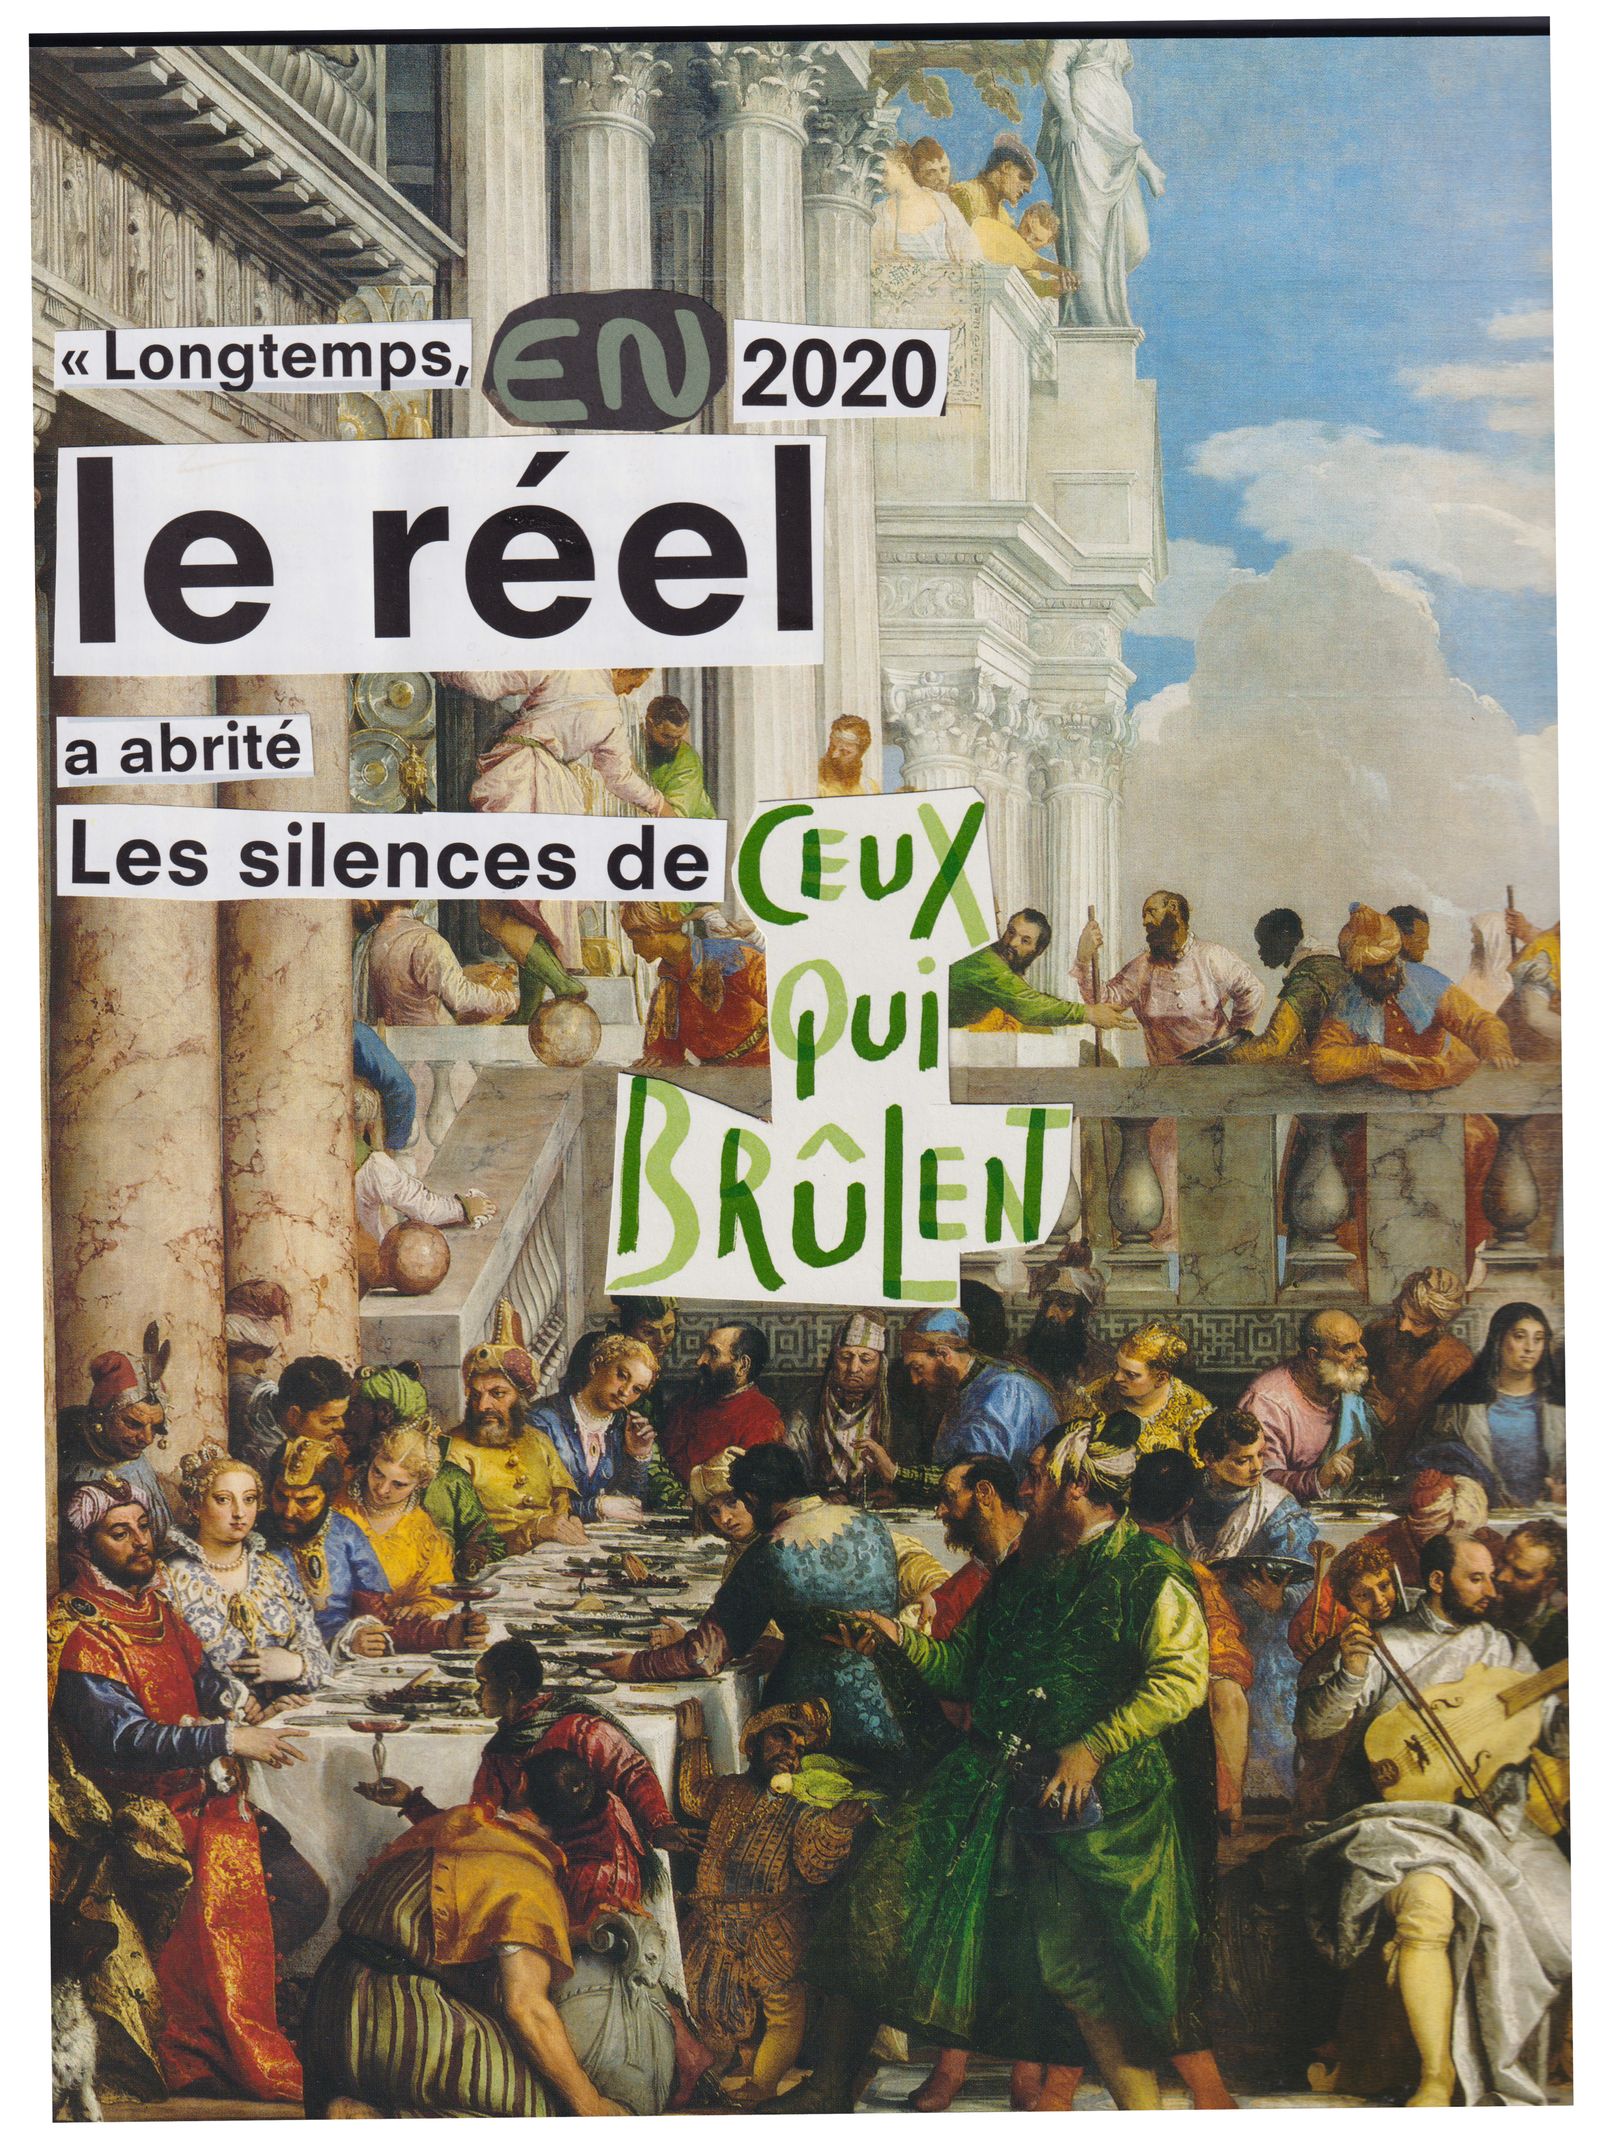 « Longtemps, EN 2020,
le réel
a abrité
Les silences de CEUX
QUI
BRÛLENT